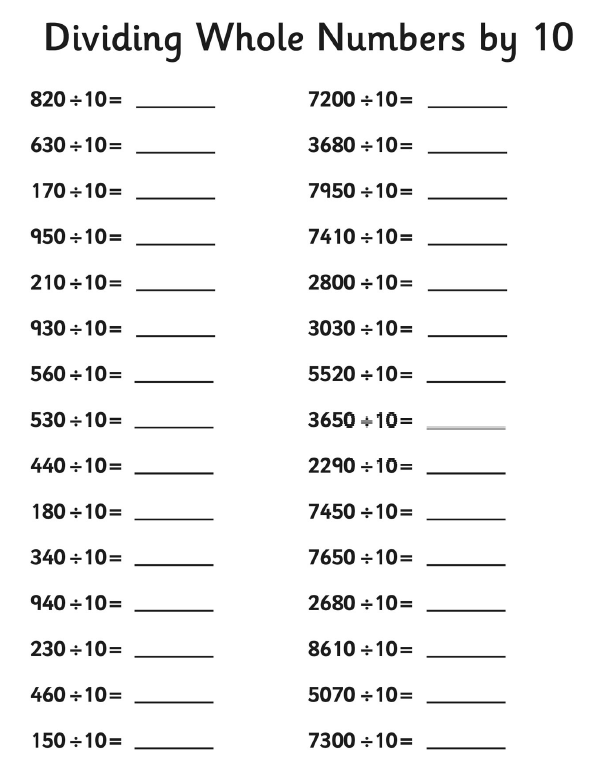 Dividing Whole Numbers by 10
820 ÷ 10 = ________
630 ÷ 10 = ________
170 ÷ 10 = ________
950 ÷ 10 = ________
210 ÷ 10 = ________
930 ÷ 10 = ________
560 ÷ 10 = ________
530 ÷ 10 = ________
440 ÷ 10 = ________
180 ÷ 10 = ________
340 ÷ 10 = ________
940 ÷ 10 = ________
230 ÷ 10 = ________
460 ÷ 10 = ________
150 ÷ 10 = ________
7200 ÷ 10 = ________
3680 ÷ 10 = ________
7950 ÷ 10 = ________
7410 ÷ 10 = ________
2800 ÷ 10 = ________
3030 ÷ 10 = ________
5520 ÷ 10 = ________
3650 ÷ 10 = ________
2290 ÷ 10 = ________
7450 ÷ 10 = ________
7650 ÷ 10 = ________
2680 ÷ 10 = ________
8610 ÷ 10 = ________
5070 ÷ 10 = ________
7300 ÷ 10 = ________